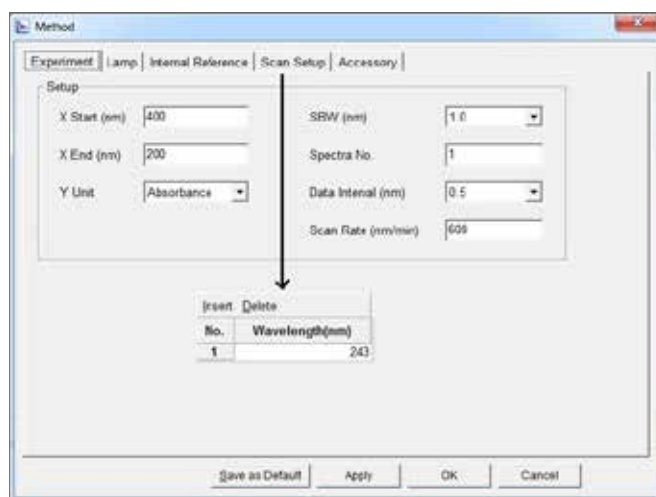 Method
Experiment Lamp Internal Reference Scan Setup Accessory
Setup
X Start (nm) 400 SBW (nm) 1.0
X End (nm) 200 Spectra No. 1
Y Unit Absorbance Data Interval (nm) 0.5
Scan Rate (nm/min) 600
Insert Delete
No. Wavelength(nm)
1 243
Save as Default Apply OK Cancel